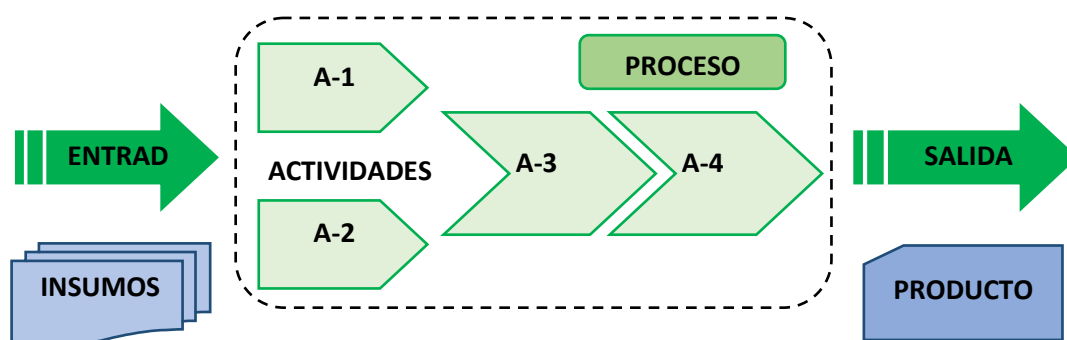 A-1
PROCESO
ENTRAD
ACTIVIDADES
A-3
A-4
SALIDA
A-2
INSUMOS
PRODUCTO